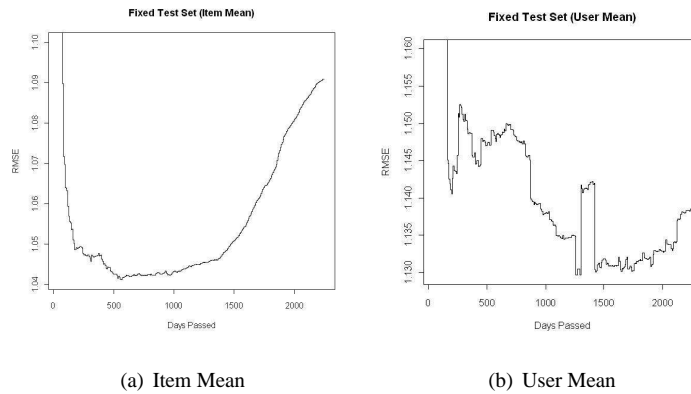 Fixed Test Set (Item Mean)
RMSE
1.04 1.05 1.06 1.07 1.08 1.09 1.10
0 500 1000 1500 2000
Days Passed
(a) Item Mean
Fixed Test Set (User Mean)
RMSE
1.130 1.135 1.140 1.145 1.150 1.155 1.160
0 500 1000 1500 2000
Days Passed
(b) User Mean